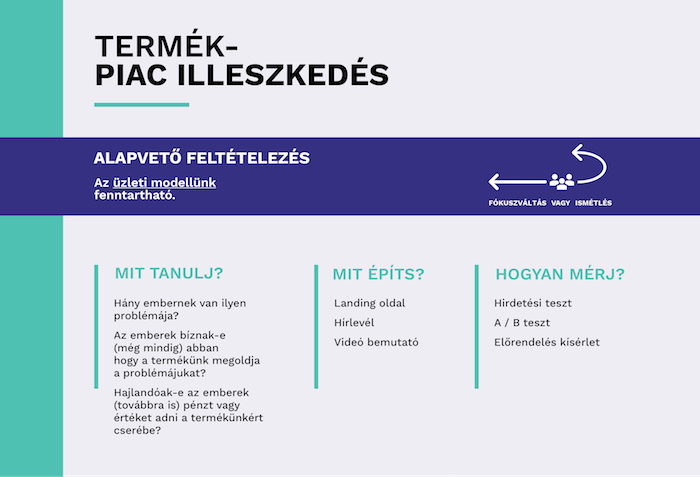 TERMÉK-
PIAC ILLESZKEDÉS
ALAPVETŐ FELTÉTELEZÉS
Az üzleti modellünk
fenntartható.
FÓKUSZVÁLTÁS VAGY ISMÉTLÉS
MIT TANULJ?
Hány embernek van ilyen
problémája?
Az emberek biznak-e
(még mindig) abban
hogy a termékünk megoldja
a problémájukat?
Hajlandóak-e az emberek
(továbbra is) pénzt vagy
értéket adni a termékünkért
cserébe?
MIT ÉPÍTS?
Landing oldal
Hírlevél
Videó bemutató
HOGYAN MÉRJ?
Hirdetési teszt
A / B teszt
Előrendelés kísérlet